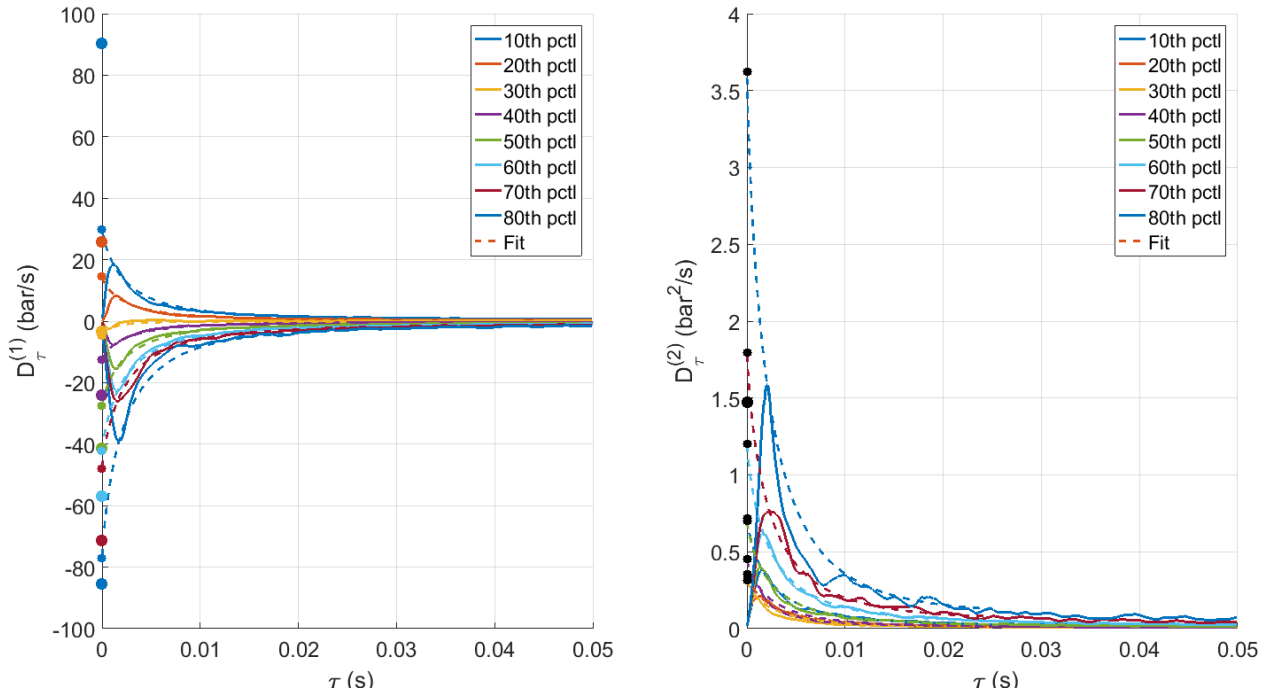 100
80
60
40
20
0
-20
-40
-60
-80
-100
D_τ^(1) (bar/s)
0
0.01
0.02
0.03
0.04
0.05
τ (s)
10th pctl
20th pctl
30th pctl
40th pctl
50th pctl
60th pctl
70th pctl
80th pctl
Fit
4
3.5
3
2.5
2
1.5
1
0.5
0
D_τ^(2) (bar²/s)
0
0.01
0.02
0.03
0.04
0.05
τ (s)
10th pctl
20th pctl
30th pctl
40th pctl
50th pctl
60th pctl
70th pctl
80th pctl
Fit